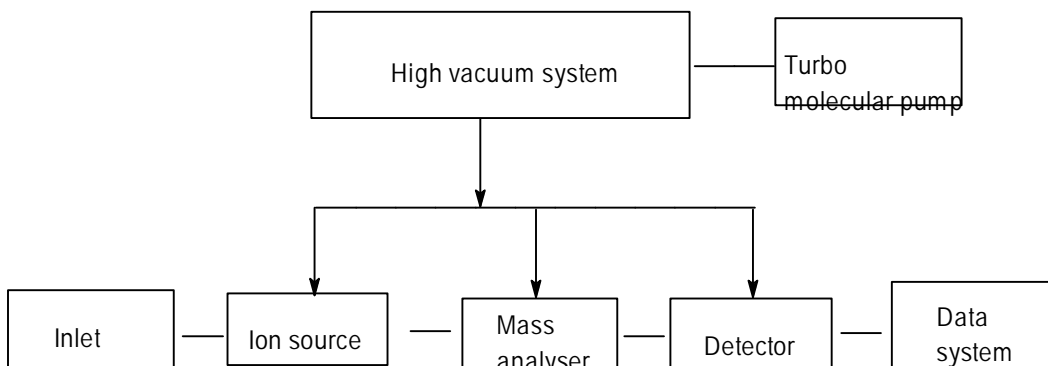 High vacuum system
Turbo
molecular pump
Inlet
Ion source
Mass
analyser
Detector
Data
system